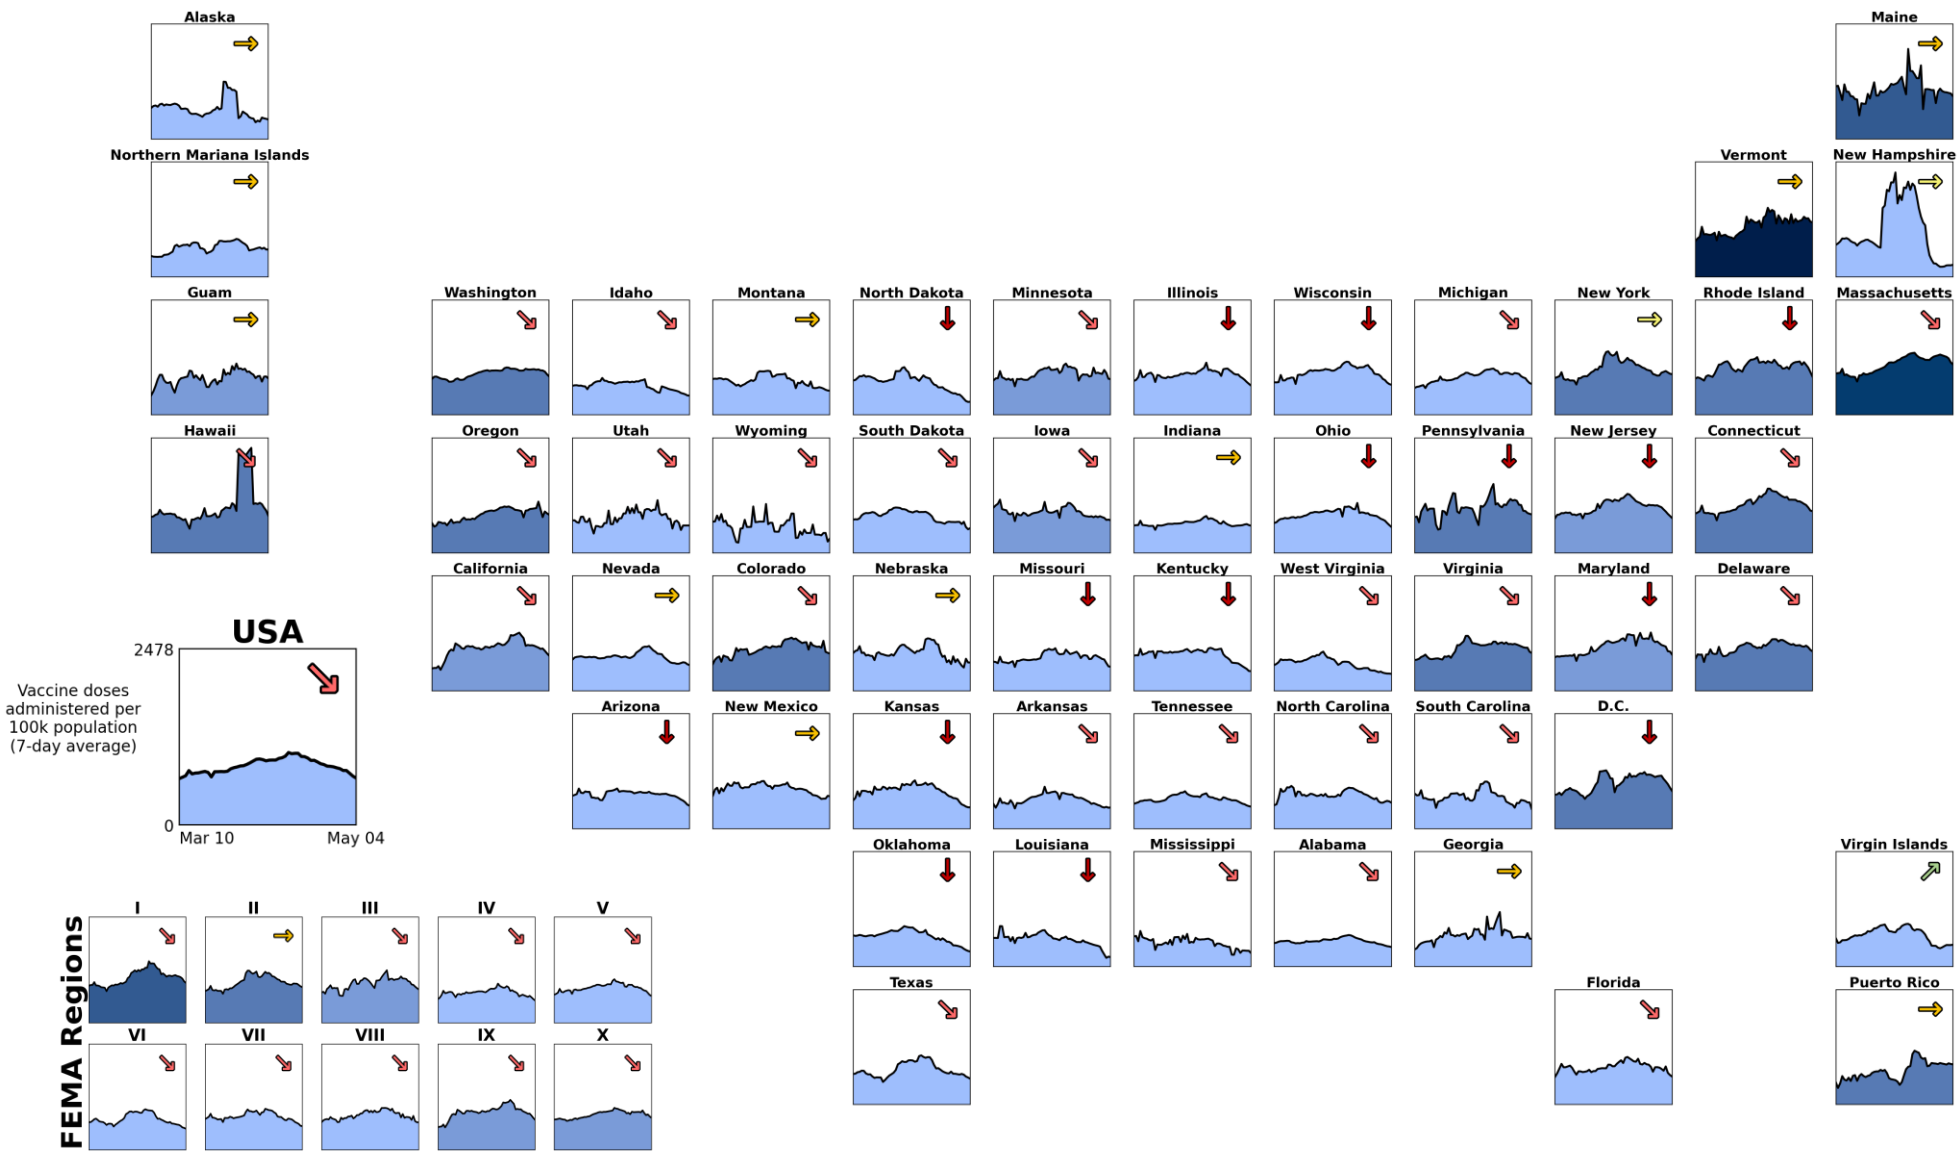 Alaska
Maine
Northern Mariana Islands
Vermont
New Hampshire
Guam
Washington
Idaho
Montana
North Dakota
Minnesota
Illinois
Wisconsin
Michigan
New York
Rhode Island
Massachusetts
Hawaii
Oregon
Utah
Wyoming
South Dakota
Iowa
Indiana
Ohio
Pennsylvania
New Jersey
Connecticut
California
Nevada
Colorado
Nebraska
Missouri
Kentucky
West Virginia
Virginia
Maryland
Delaware
USA
2478
Vaccine doses
administered per
100k population
(7-day average)
0
Mar 10
May 04
Arizona
New Mexico
Kansas
Arkansas
Tennessee
North Carolina
South Carolina
D.C.
Oklahoma
Louisiana
Mississippi
Alabama
Georgia
Virgin Islands
Texas
Florida
Puerto Rico
FEMA Regions
I
II
III
IV
V
VI
VII
VIII
IX
X